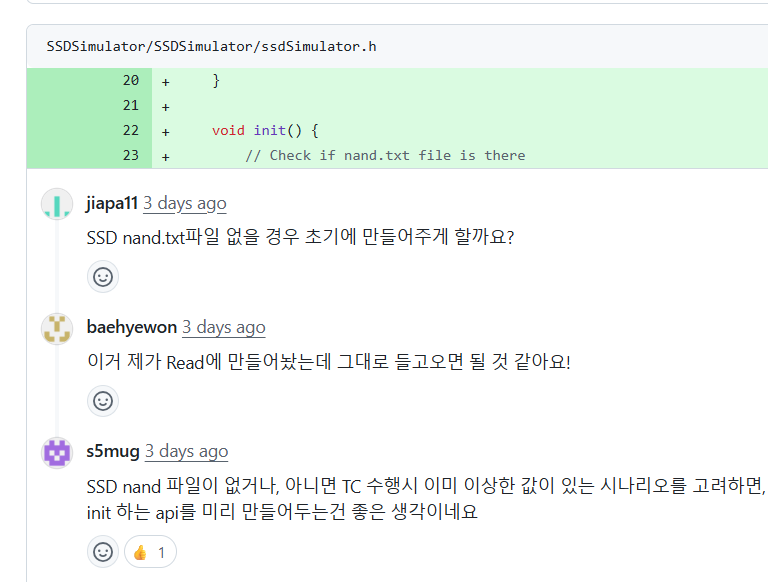 SSDSimulator/SSDSimulator/ssdSimulator.h
20 + }
21 +
22 + void init() {
23 + // Check if nand.txt file is there
jiapa11 3 days ago
SSD nand.txt파일 없을 경우 초기에 만들어주게 할까요?
baehyewon 3 days ago
이거 제가 Read에 만들어놨는데 그대로 들고오면 될 것 같아요!
s5mug 3 days ago
SSD nand 파일이 없거나, 아니면 TC 수행시 이미 이상한 값이 있는 시나리오를 고려하면,
init 하는 api를 미리 만들어두는건 좋은 생각이네요
👍 1